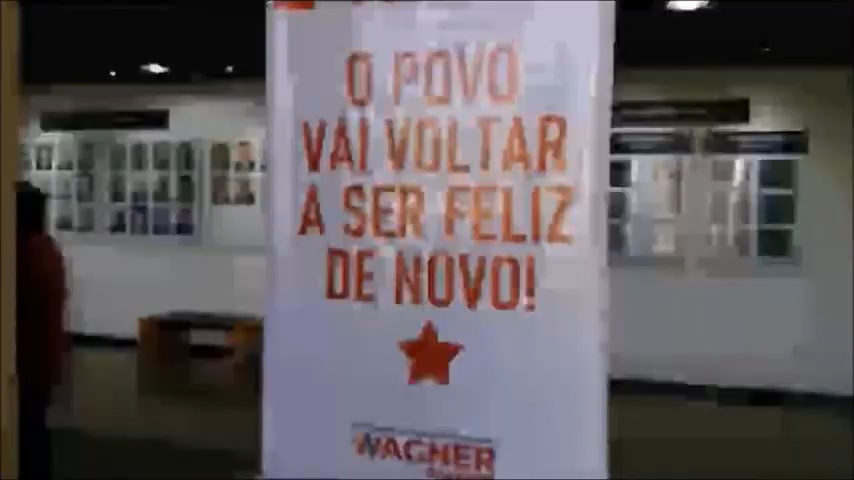 O POVO
VAI VOLTAR
A SER FELIZ
DE NOVO!
WAGNER